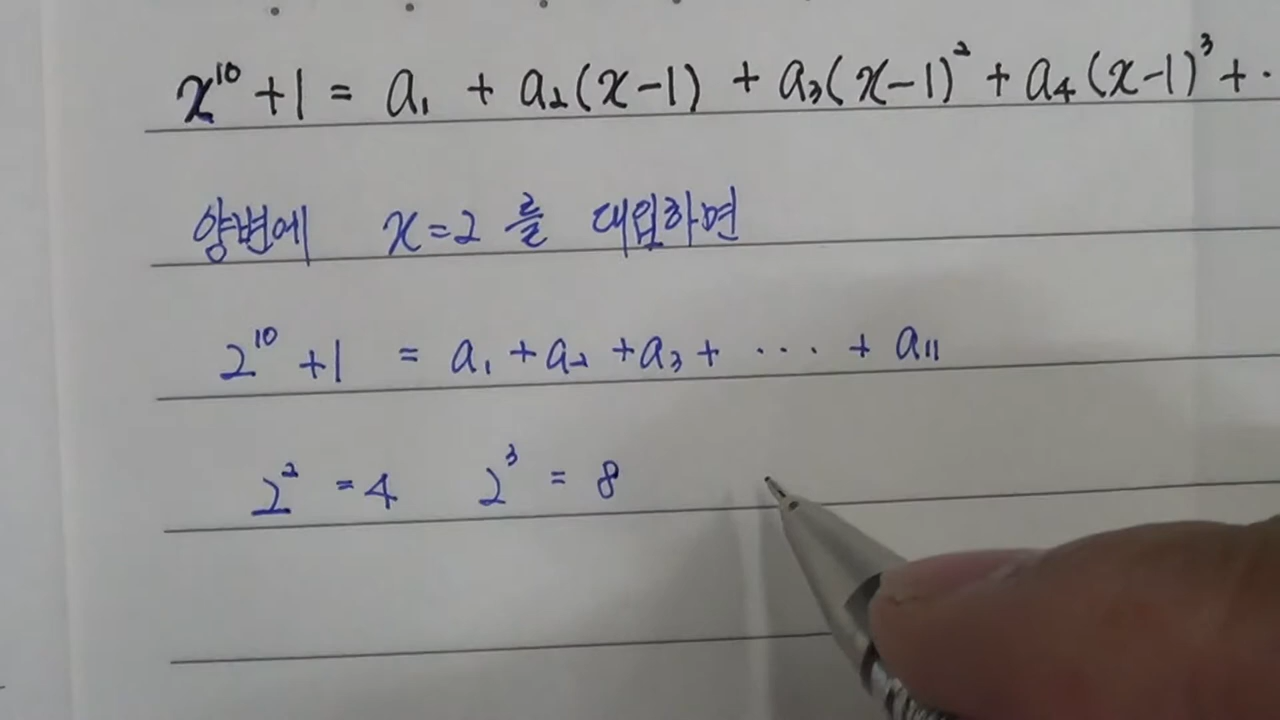 x¹⁰+1 = a₁ + a₂(x-1) + a₃(x-1)² + a₄(x-1)³+ ·
양변에 x=2 를 대입하면
2¹⁰+1 = a₁+a₂+a₃+ ··· + a₁₁
2² =4 2³ = 8